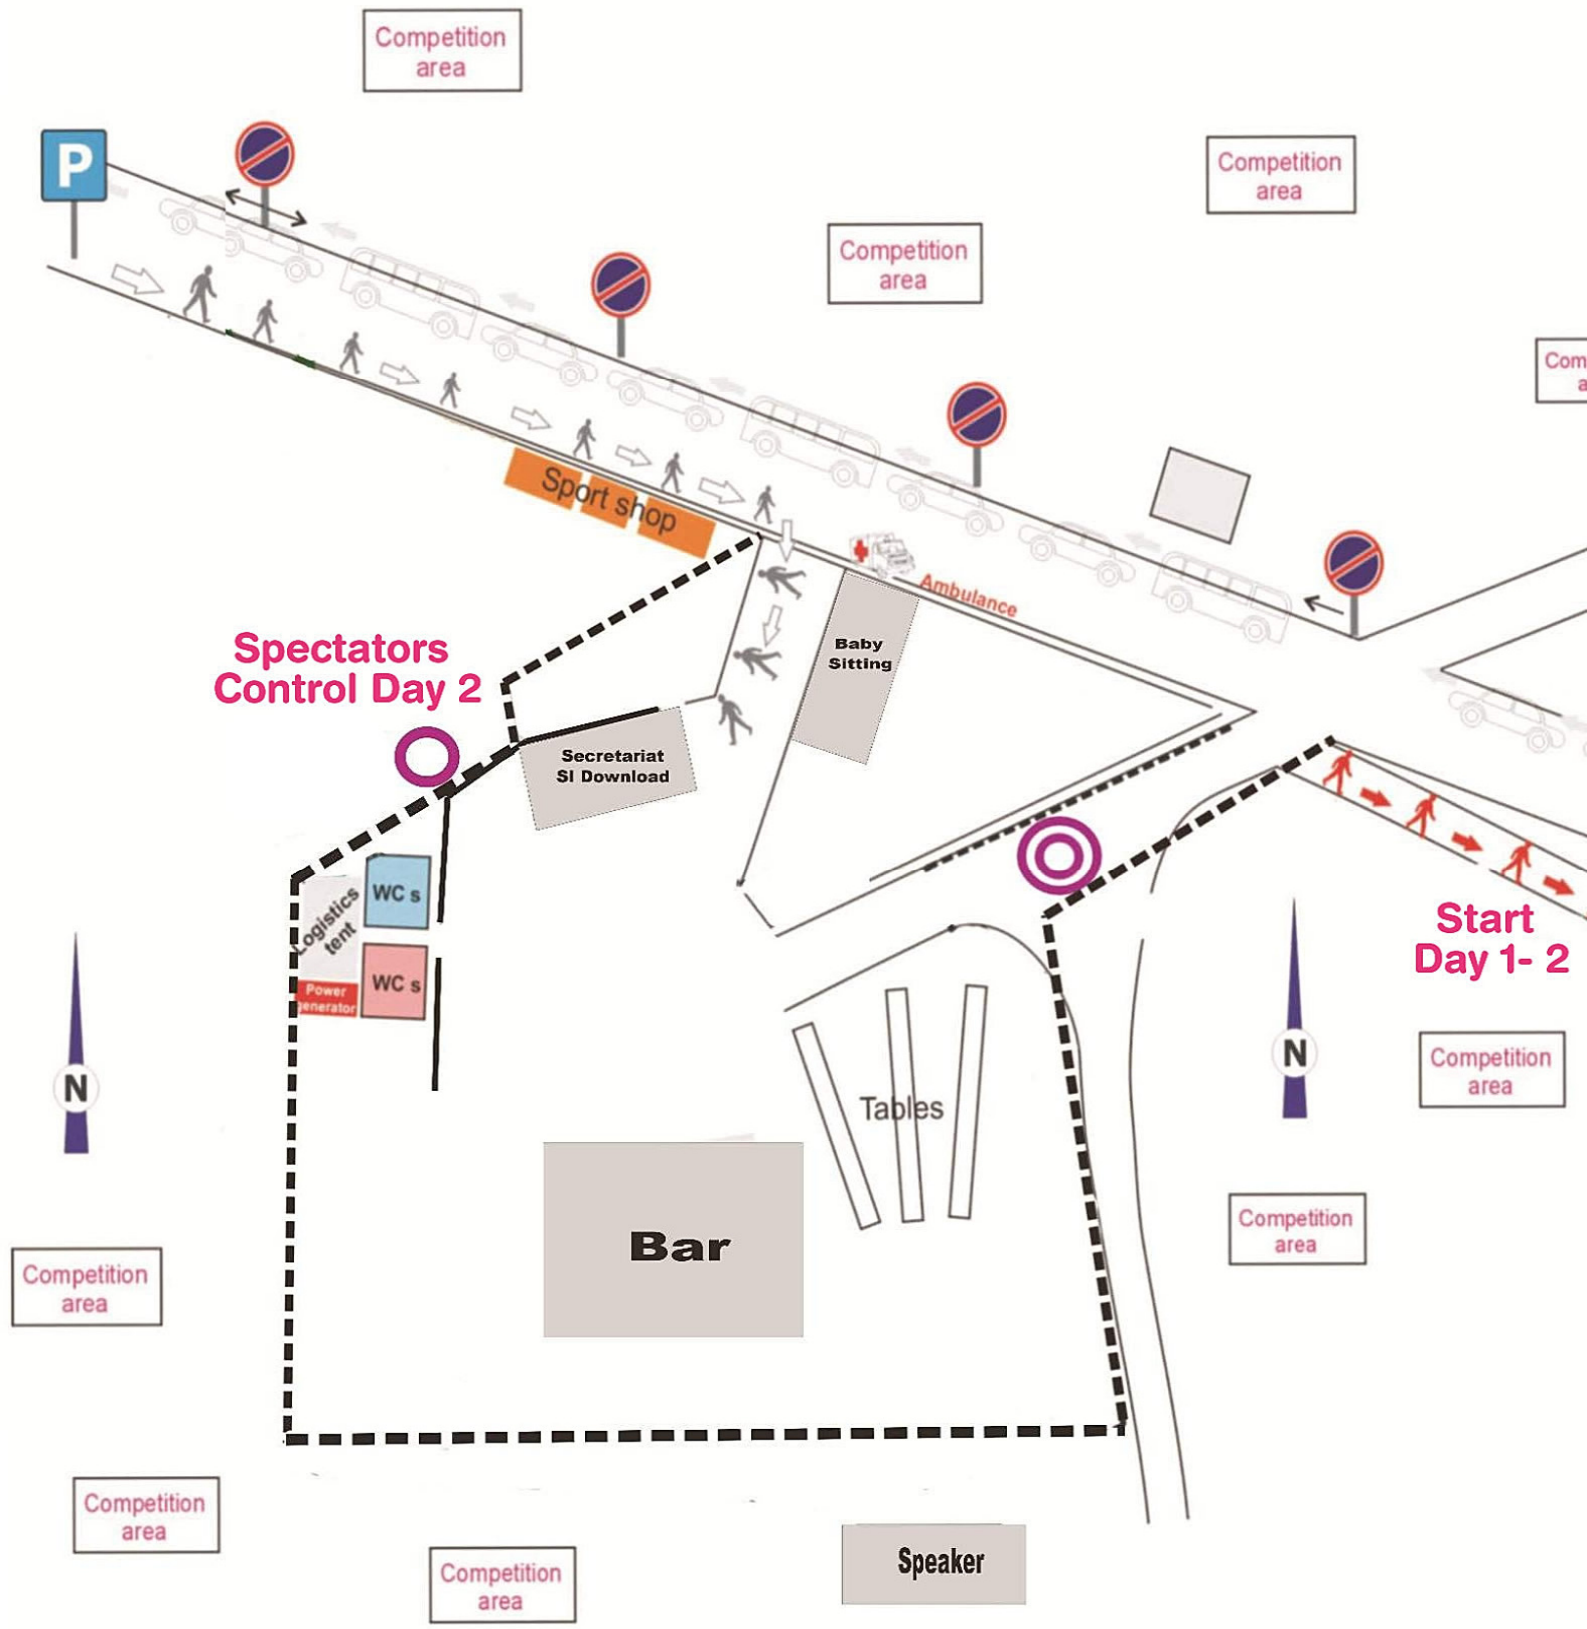 Competition
area
P
Competition
area
Competition
area
Com
a
Sport shop
Ambulance
Baby
Sitting
Spectators
Control Day 2
Secretariat
SI Download
WC s
Logistics
tent
WC s
Power
generator
Start
Day 1- 2
N
N
Competition
area
Tables
Competition
area
Bar
Competition
area
Competition
area
Competition
area
Speaker